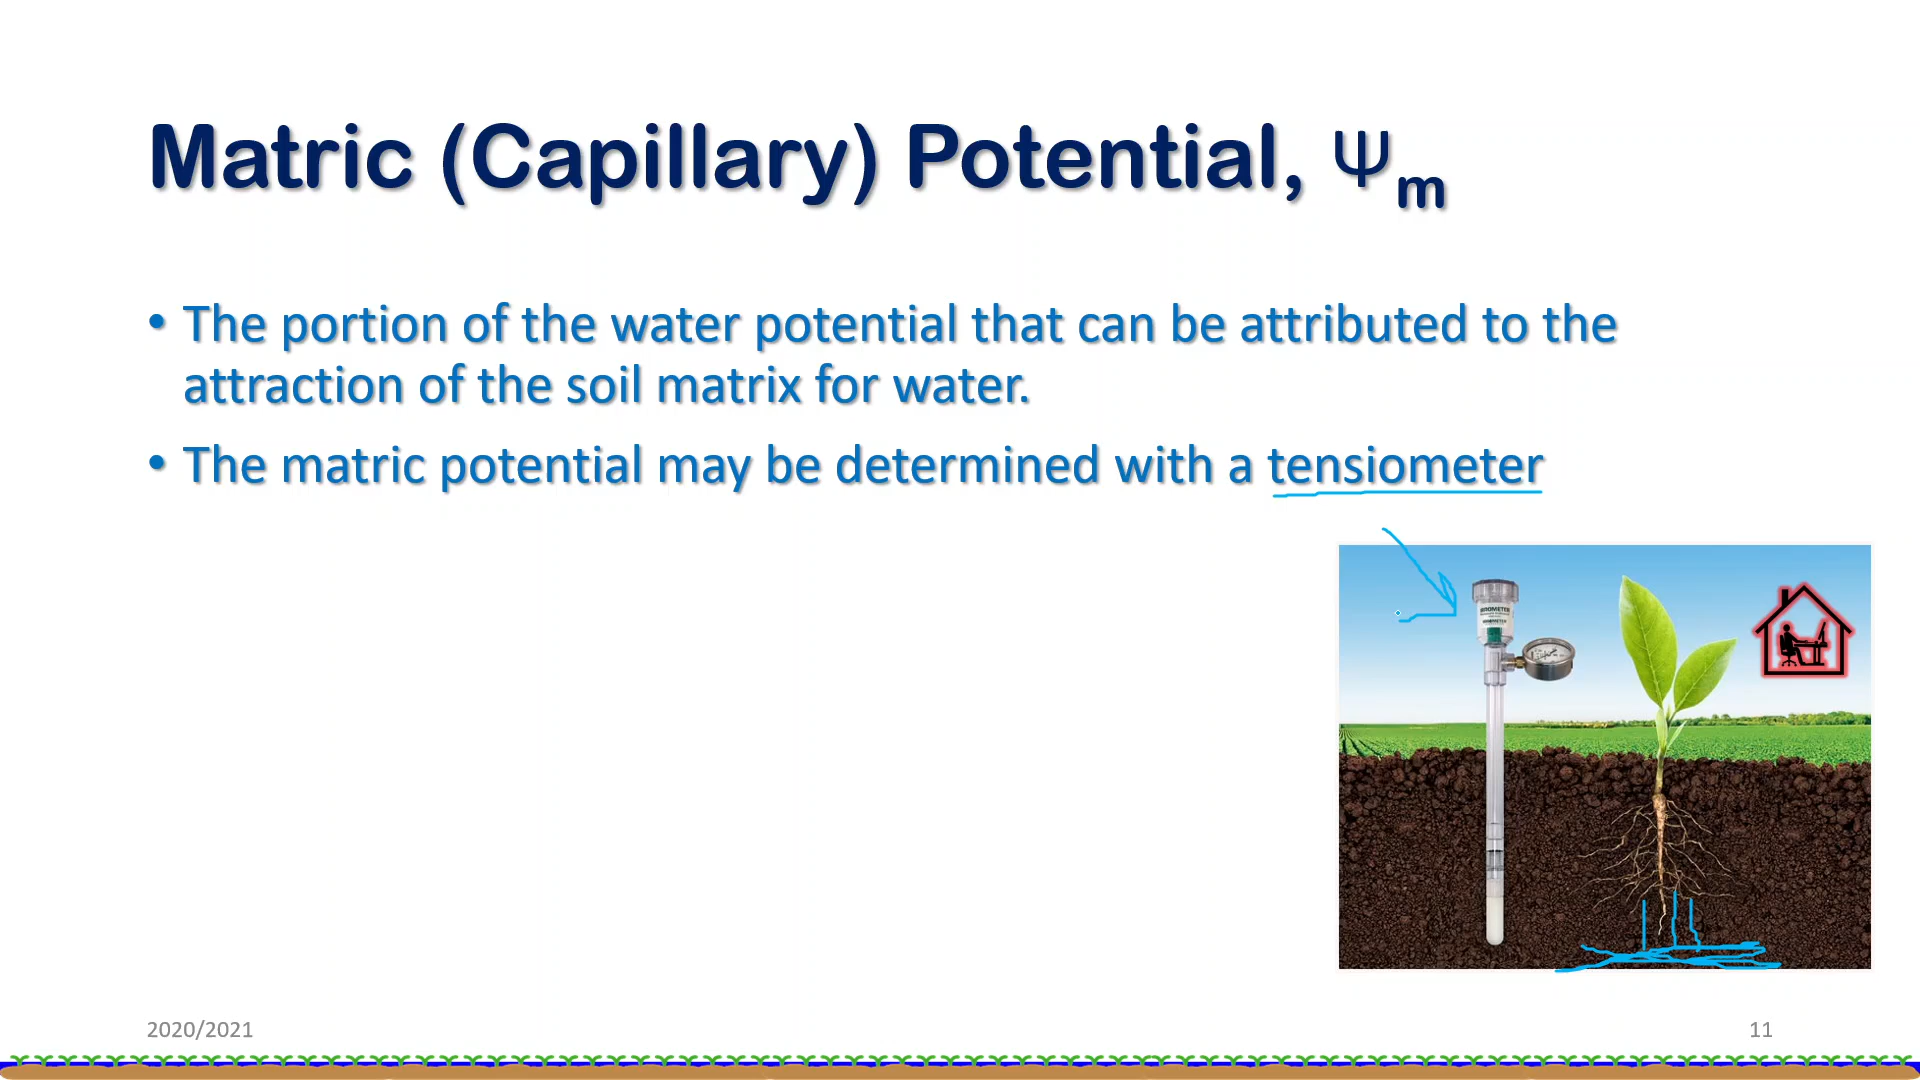 Matric (Capillary) Potential, Ψm
• The portion of the water potential that can be attributed to the
attraction of the soil matrix for water.
• The matric potential may be determined with a tensiometer
2020/2021
11